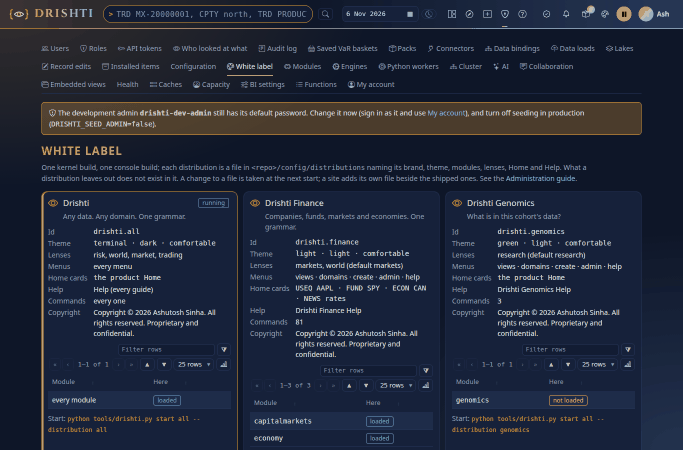 DRISHTI > TRD MX-20000001, CPTY north, TRD PRODUC 6 Nov 2026 Ash
Users Roles API tokens Who looked at what Audit log Saved VaR baskets Packs Connectors Data bindings Data loads Lakes
Record edits Installed items Configuration White label Modules Engines Python workers Cluster AI Collaboration
Embedded views Health Caches Capacity BI settings Functions My account
The development admin drishti-dev-admin still has its default password. Change it now (sign in as it and use My account), and turn off seeding in production
(DRISHTI_SEED_ADMIN=false).
WHITE LABEL
One kernel build, one console build; each distribution is a file in <repo>/config/distributions naming its brand, theme, modules, lenses, Home and Help. What a
distribution leaves out does not exist in it. A change to a file is taken at the next start; a site adds its own file beside the shipped ones. See the Administration guide.
Drishti running
Any data. Any domain. One grammar.
Id drishti.all
Theme terminal · dark · comfortable
Lenses risk, world, market, trading
Menus every menu
Home cards the product Home
Help Help (every guide)
Commands every one
Copyright Copyright © 2026 Ashutosh Sinha. All
rights reserved. Proprietary and
confidential.
Filter rows
« ‹ 1–1 of 1 › » ▲ ▼ 25 rows
Module Here
every module loaded
Start: python tools/drishti.py start all --
distribution all
Drishti Finance
Companies, funds, markets and economies. One
grammar.
Id drishti.finance
Theme light · light · comfortable
Lenses markets, world (default markets)
Menus views · domains · create · admin · help
Home cards USEQ AAPL · FUND SPY · ECON CAN
· NEWS rates
Help Drishti Finance Help
Commands 81
Copyright Copyright © 2026 Ashutosh Sinha. All
rights reserved. Proprietary and
confidential.
Filter rows
« ‹ 1–3 of 3 › » ▲ ▼ 25 rows
Module Here
capitalmarkets loaded
economy loaded
Drishti Genomics
What is in this cohort's data?
Id drishti.genomics
Theme green · light · comfortable
Lenses research (default research)
Menus views · domains · create · admin · help
Home cards the product Home
Help Drishti Genomics Help
Commands 3
Copyright Copyright © 2026 Ashutosh Sinha. All
rights reserved. Proprietary and
confidential.
Filter rows
« ‹ 1–1 of 1 › » ▲ ▼ 25 rows
Module Here
genomics not loaded
Start: python tools/drishti.py start all --
distribution genomics